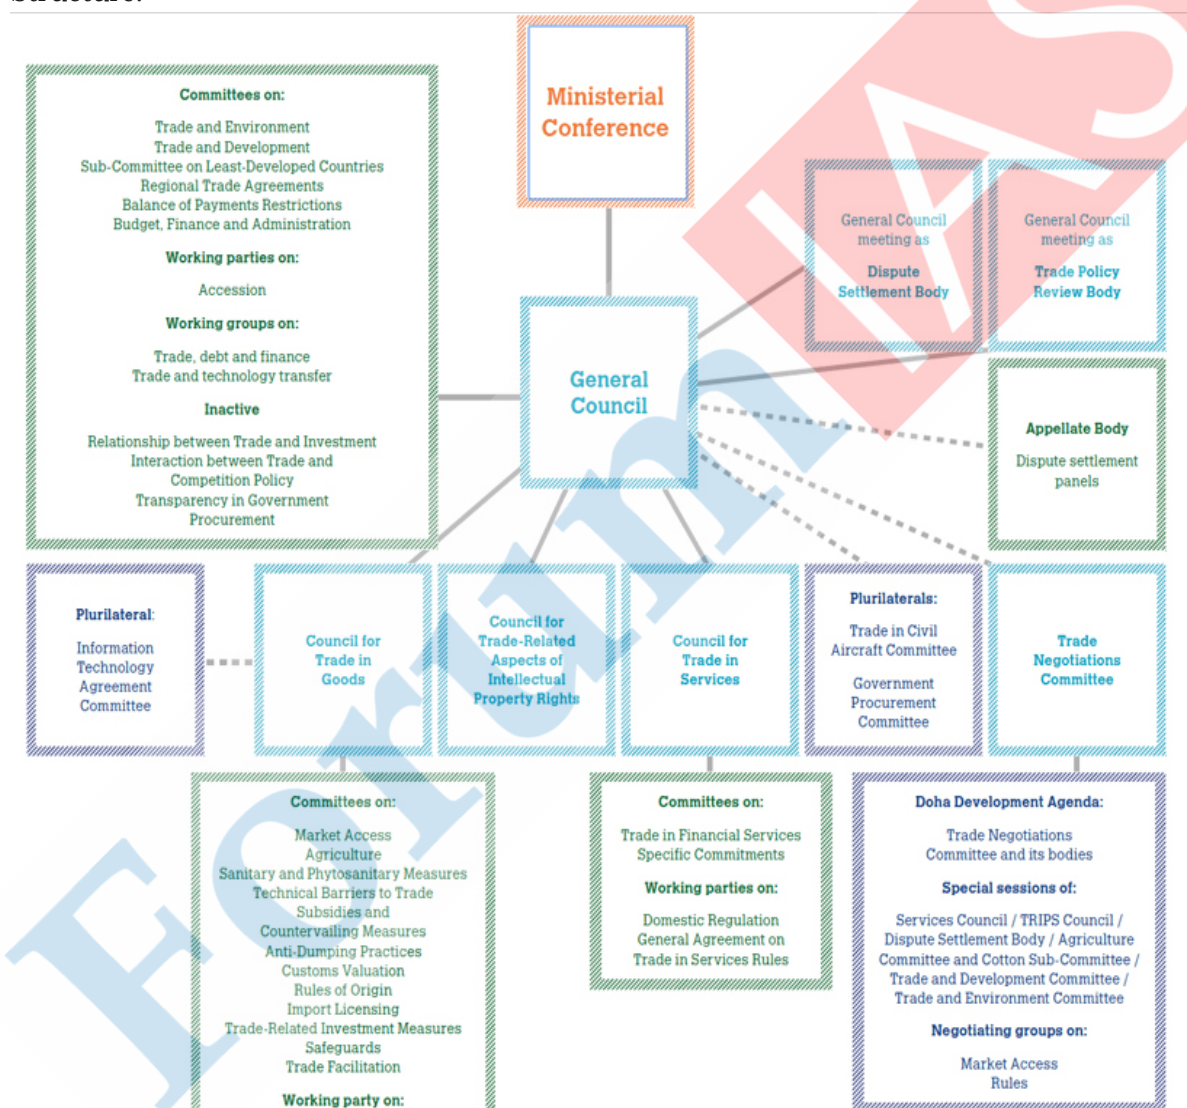 Structure:
Ministerial
Conference
Committees on:
Trade and Environment
Trade and Development
Sub-Committee on Least-Developed Countries
Regional Trade Agreements
Balance of Payments Restrictions
Budget, Finance and Administration
Working parties on:
Accession
Working groups on:
Trade, debt and finance
Trade and technology transfer
Inactive
Relationship between Trade and Investment
Interaction between Trade and
Competition Policy
Transparency in Government
Procurement
General Council
meeting as
Dispute
Settlement Body
General Council
meeting as
Trade Policy
Review Body
General
Council
Appellate Body
Dispute settlement
panels
Plurilateral:
Information
Technology
Agreement
Committee
Council for
Trade in
Goods
Council for
Trade-Related
Aspects of
Intellectual
Property Rights
Council for
Trade in
Services
Plurilaterals:
Trade in Civil
Aircraft Committee
Government
Procurement
Committee
Trade
Negotiations
Committee
Committees on:
Market Access
Agriculture
Sanitary and Phytosanitary Measures
Technical Barriers to Trade
Subsidies and
Countervailing Measures
Anti-Dumping Practices
Customs Valuation
Rules of Origin
Import Licensing
Trade-Related Investment Measures
Safeguards
Trade Facilitation
Working party on:
Committees on:
Trade in Financial Services
Specific Commitments
Working parties on:
Domestic Regulation
General Agreement on
Trade in Services Rules
Doha Development Agenda:
Trade Negotiations
Committee and its bodies
Special sessions of:
Services Council / TRIPS Council /
Dispute Settlement Body / Agriculture
Committee and Cotton Sub-Committee /
Trade and Development Committee /
Trade and Environment Committee
Negotiating groups on:
Market Access
Rules
Forum IAS